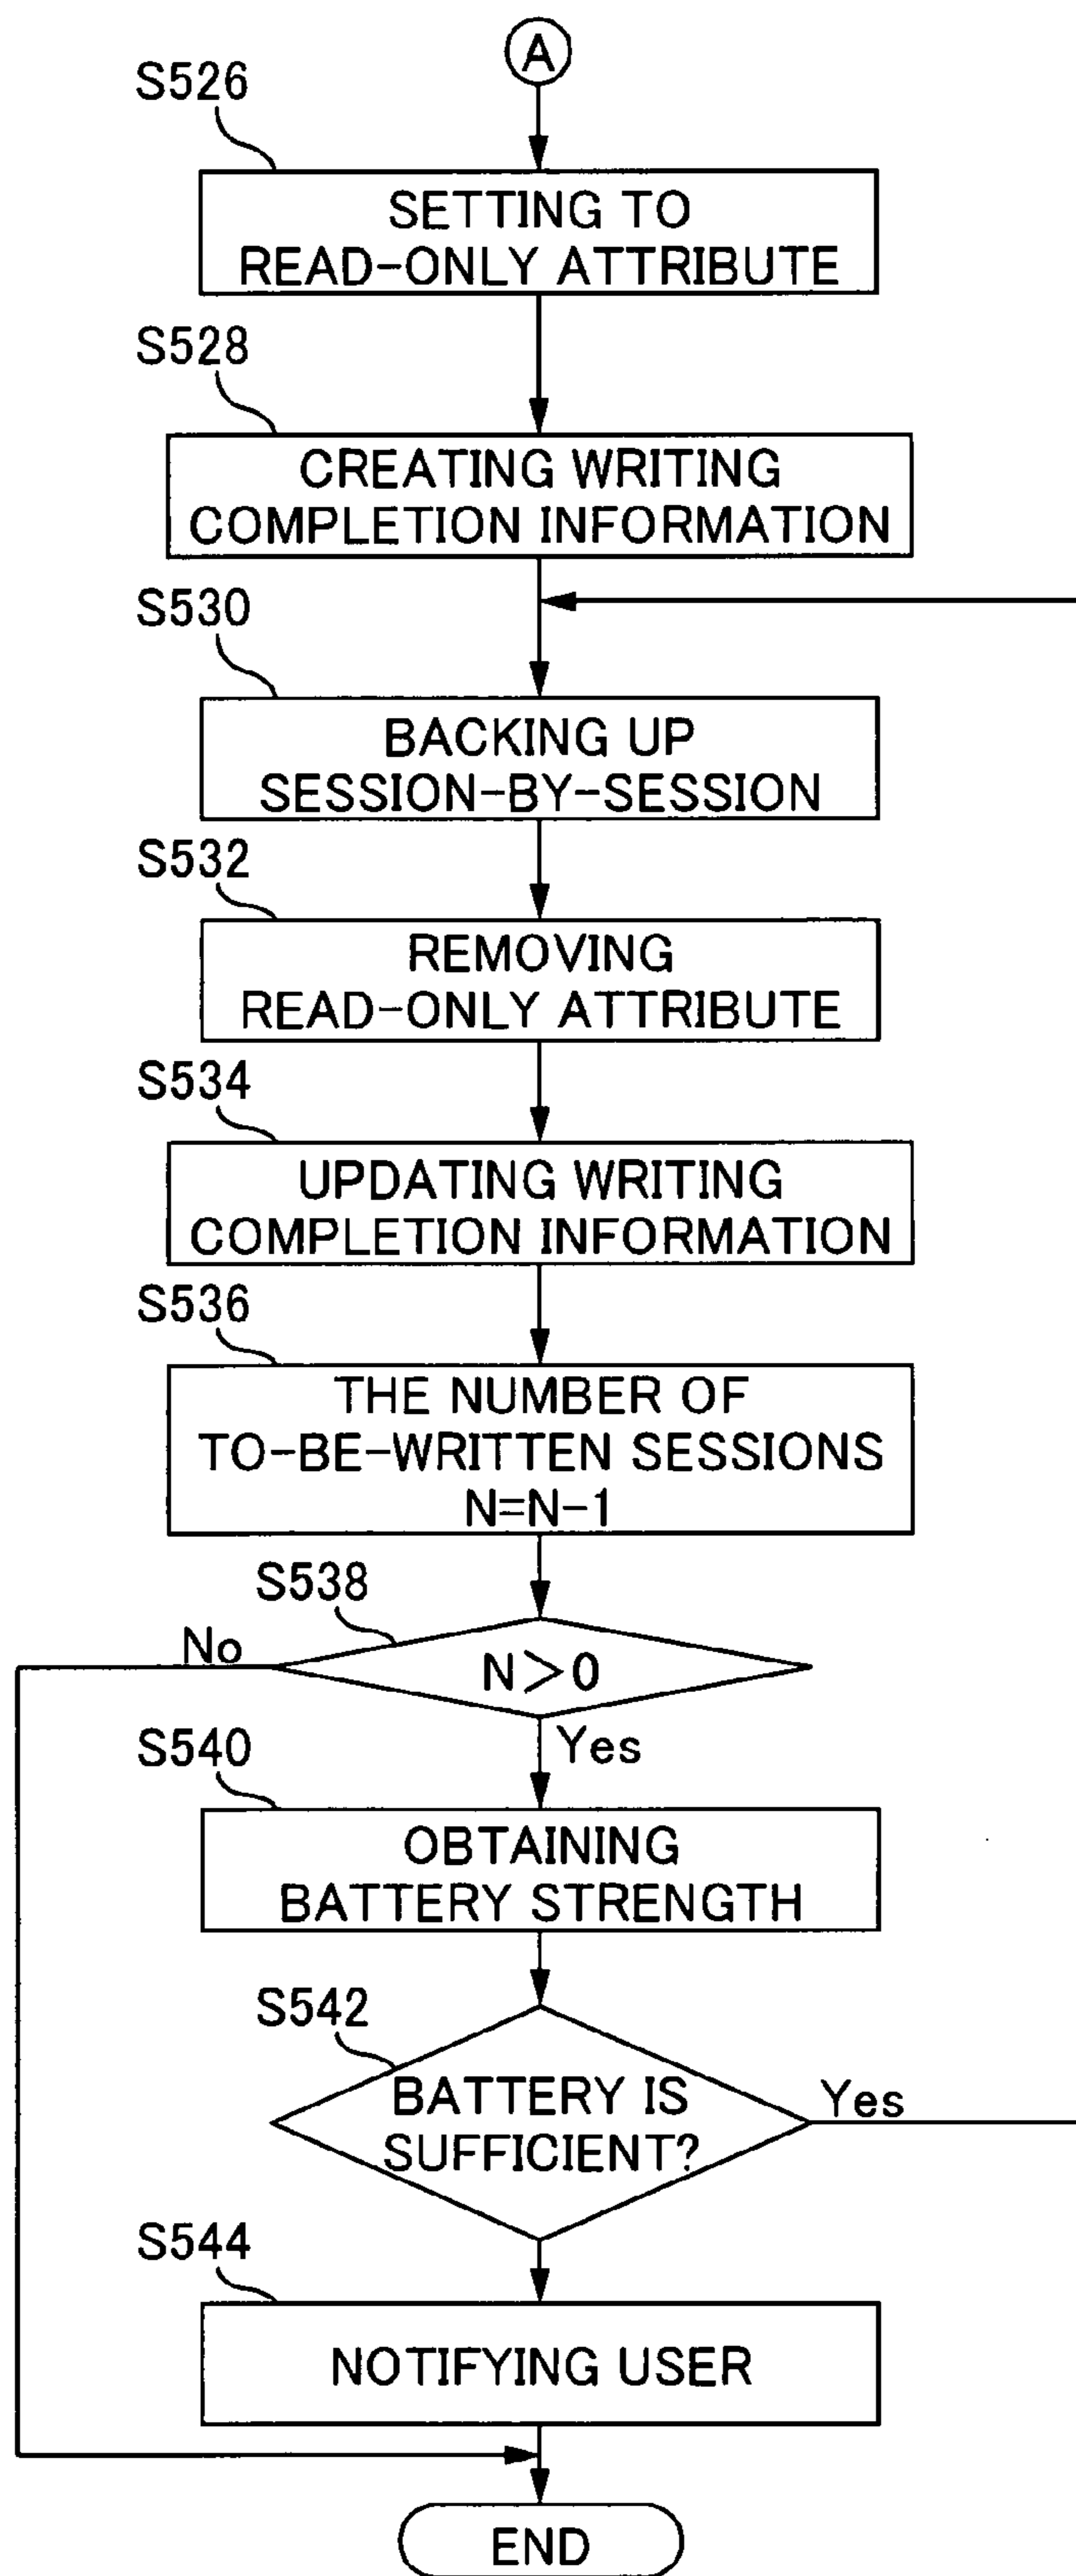 A
S526
SETTING TO
READ-ONLY ATTRIBUTE
S528
CREATING WRITING
COMPLETION INFORMATION
S530
BACKING UP
SESSION-BY-SESSION
S532
REMOVING
READ-ONLY ATTRIBUTE
S534
UPDATING WRITING
COMPLETION INFORMATION
S536
THE NUMBER OF
TO-BE-WRITTEN SESSIONS
N=N-1
S538
No
N>0
Yes
S540
OBTAINING
BATTERY STRENGTH
S542
BATTERY IS
SUFFICIENT?
Yes
S544
NOTIFYING USER
END